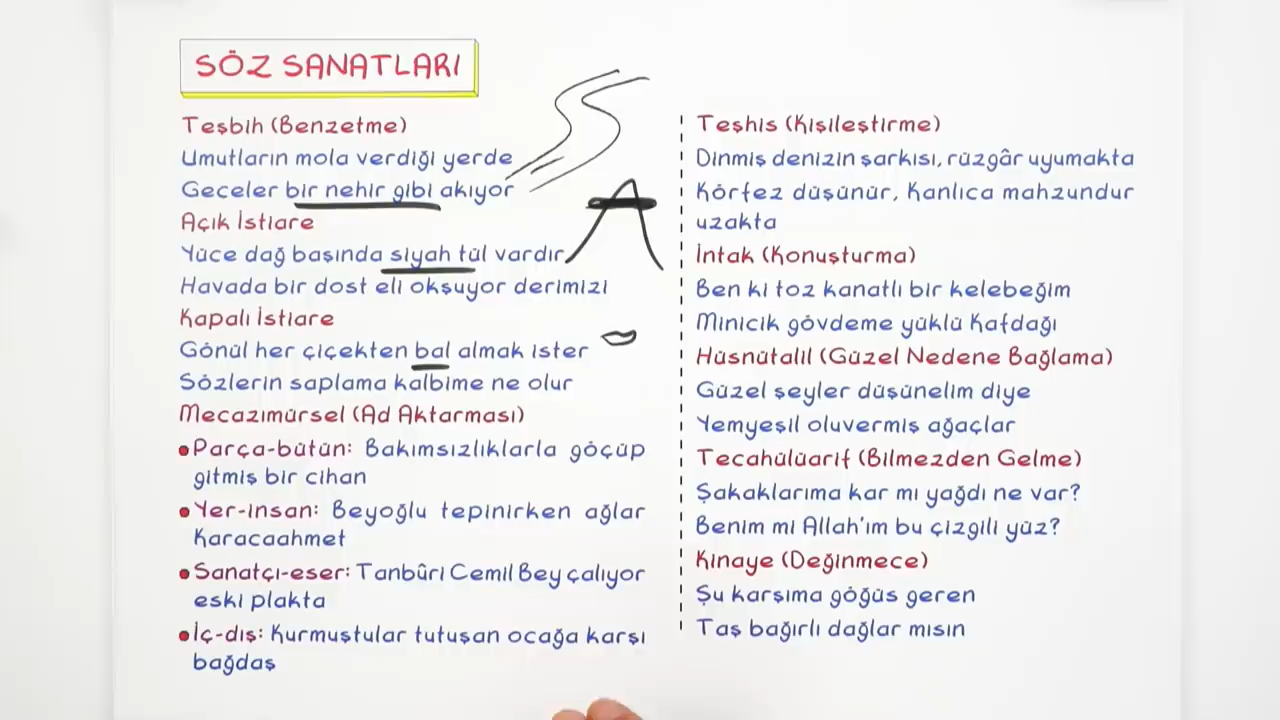 SÖZ SANATLARI
Teşbih (Benzetme)
Umutların mola verdiği yerde
Geceler bir nehir gibi akıyor
Açık İstiare
Yüce dağ başında siyah tül vardır
Havada bir dost eli okşuyor derimizi
Kapalı İstiare
Gönül her çiçekten bal almak ister
Sözlerin saplama kalbime ne olur
Mecazımürsel (Ad Aktarması)
Parça-bütün: Bakımsızlıklarla göçüp
gitmiş bir cihan
Yer-insan: Beyoğlu tepinirken ağlar
Karacaahmet
Sanatçı-eser: Tanbûri Cemil Bey çalıyor
eski plakta
İç-dış: Kurmuştular tutuşan ocağa karşı
bağdaş
Teşhis (Kişileştirme)
Dinmiş denizin şarkısı, rüzgâr uyumakta
Körfez düşünür, Kanlıca mahzundur
uzakta
İntak (Konuşturma)
Ben ki toz kanatlı bir kelebeğim
Minicik gövdeme yüklü Kafdağı
Hüsnütalil (Güzel Nedene Bağlama)
Güzel şeyler düşünelim diye
Yemyeşil oluvermiş ağaçlar
Tecahülüarif (Bilmezden Gelme)
Şakaklarıma kar mı yağdı ne var?
Benim mi Allah'ım bu çizgili yüz?
Kinaye (Değinmece)
Şu karşıma göğüs geren
Taş bağırlı dağlar mısın